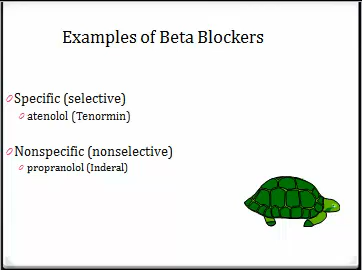 Examples of Beta Blockers
Specific (selective)
atenolol (Tenormin)
Nonspecific (nonselective)
propranolol (Inderal)